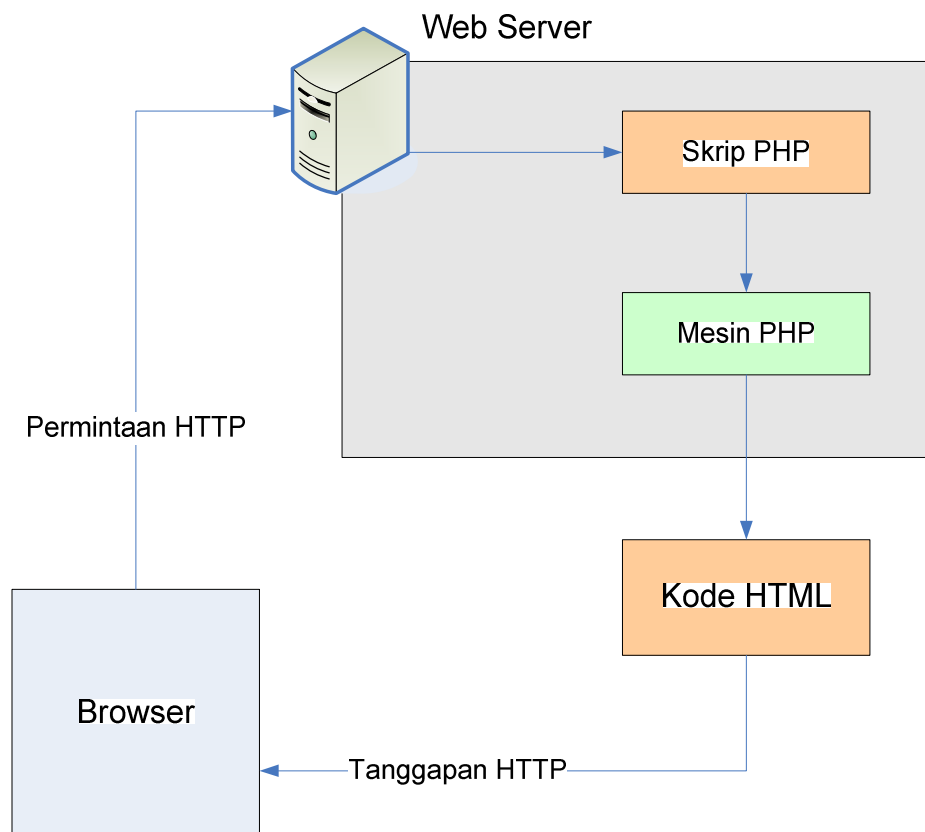 Web Server
Skrip PHP
Mesin PHP
Permintaan HTTP
Kode HTML
Browser
Tanggapan HTTP